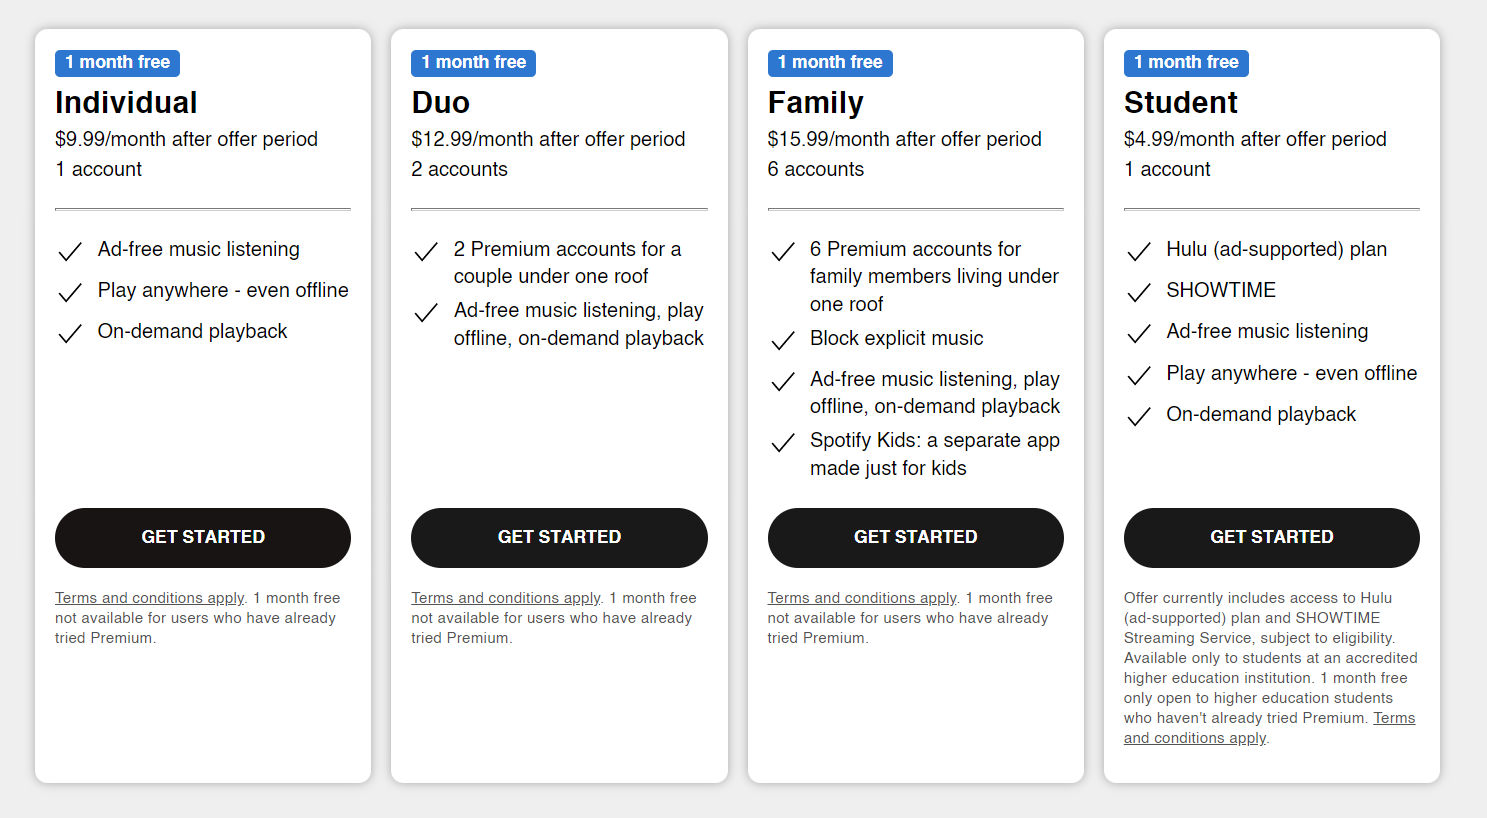 1 month free
Individual
$9.99/month after offer period
1 account
Ad-free music listening
Play anywhere - even offline
On-demand playback
GET STARTED
Terms and conditions apply. 1 month free
not available for users who have already
tried Premium.
1 month free
Duo
$12.99/month after offer period
2 accounts
2 Premium accounts for a
couple under one roof
Ad-free music listening, play
offline, on-demand playback
GET STARTED
Terms and conditions apply. 1 month free
not available for users who have already
tried Premium.
1 month free
Family
$15.99/month after offer period
6 accounts
6 Premium accounts for
family members living under
one roof
Block explicit music
Ad-free music listening, play
offline, on-demand playback
Spotify Kids: a separate app
made just for kids
GET STARTED
Terms and conditions apply. 1 month free
not available for users who have already
tried Premium.
1 month free
Student
$4.99/month after offer period
1 account
Hulu (ad-supported) plan
SHOWTIME
Ad-free music listening
Play anywhere - even offline
On-demand playback
GET STARTED
Offer currently includes access to Hulu
(ad-supported) plan and SHOWTIME
Streaming Service, subject to eligibility.
Available only to students at an accredited
higher education institution. 1 month free
only open to higher education students
who haven't already tried Premium. Terms
and conditions apply.